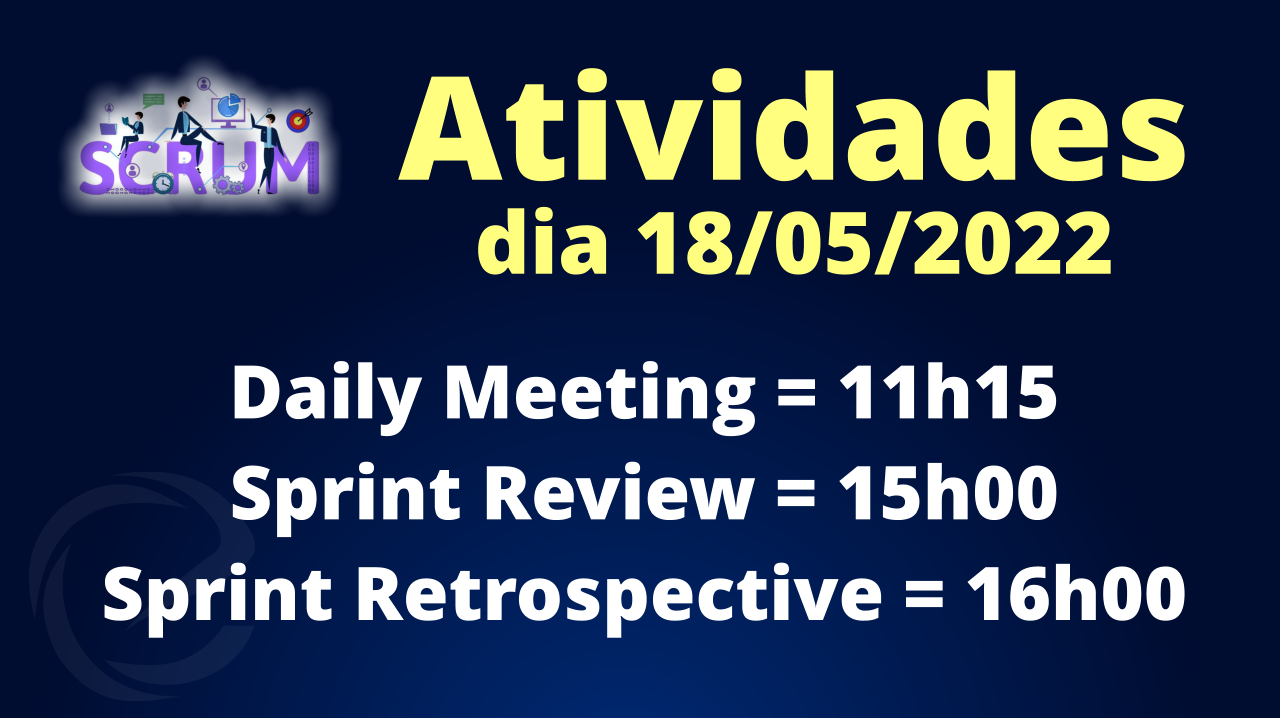 SCRUM
Atividades
dia 18/05/2022
Daily Meeting = 11h15
Sprint Review = 15h00
Sprint Retrospective = 16h00